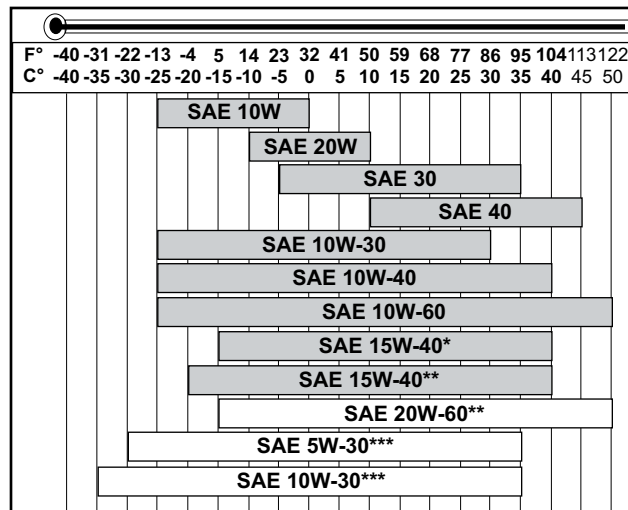 F° -40 -31 -22 -13 -4 5 14 23 32 41 50 59 68 77 86 95 104 113 122
C° -40 -35 -30 -25 -20 -15 -10 -5 0 5 10 15 20 25 30 35 40 45 50
SAE 10W
SAE 20W
SAE 30
SAE 40
SAE 10W-30
SAE 10W-40
SAE 10W-60
SAE 15W-40*
SAE 15W-40**
SAE 20W-60**
SAE 5W-30***
SAE 10W-30***